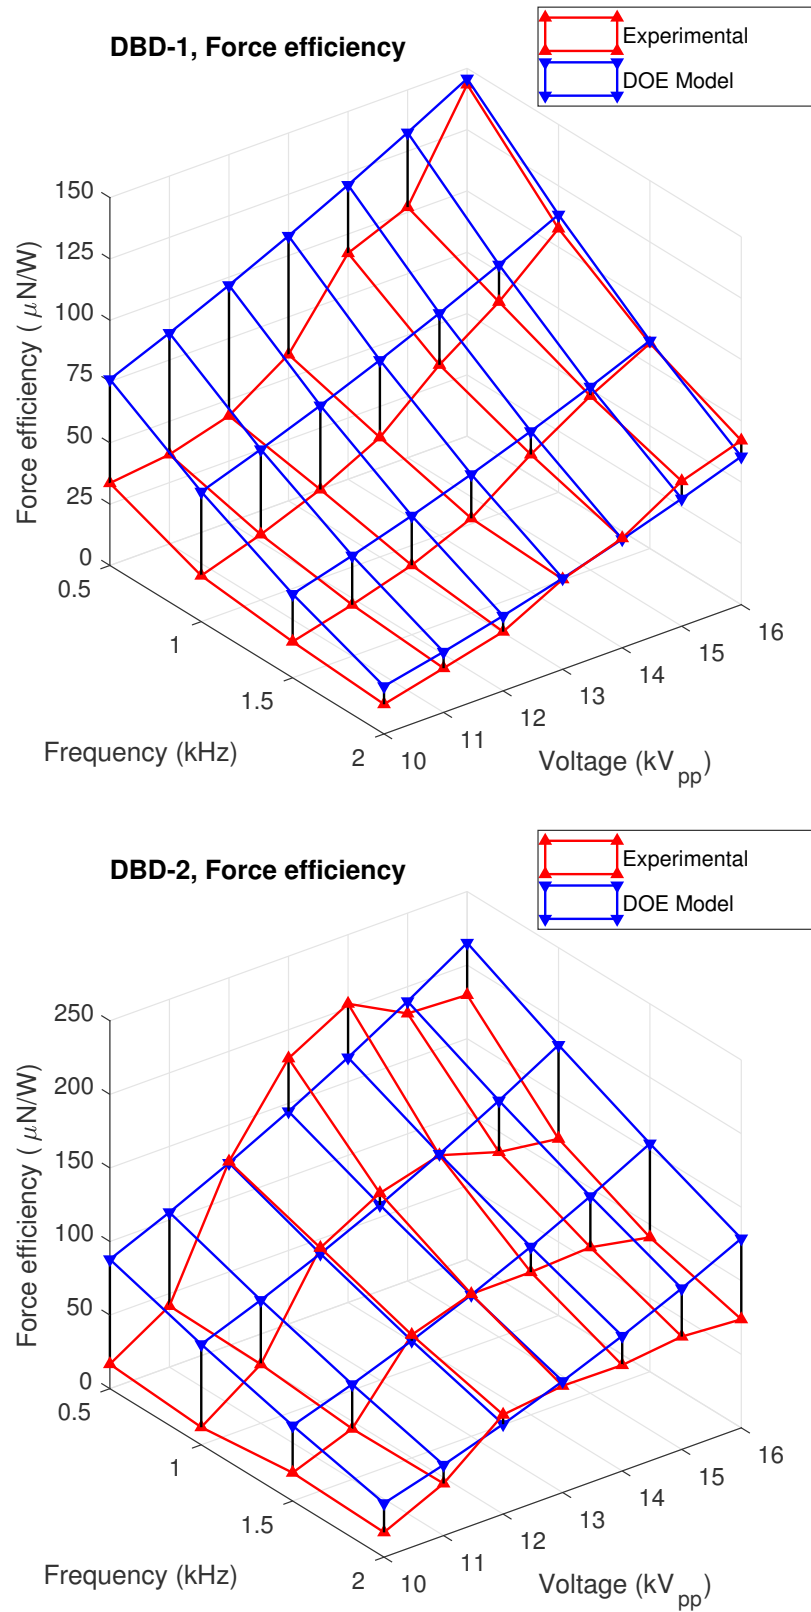 DBD-1, Force efficiency
Experimental
DOE Model
150
125
100
75
50
25
0
Force efficiency ( μN/W)
0.5
1
1.5
2
Frequency (kHz)
10
11
12
13
14
15
16
Voltage (kVpp)
DBD-2, Force efficiency
Experimental
DOE Model
250
200
150
100
50
0
Force efficiency ( μN/W)
0.5
1
1.5
2
Frequency (kHz)
10
11
12
13
14
15
16
Voltage (kVpp)